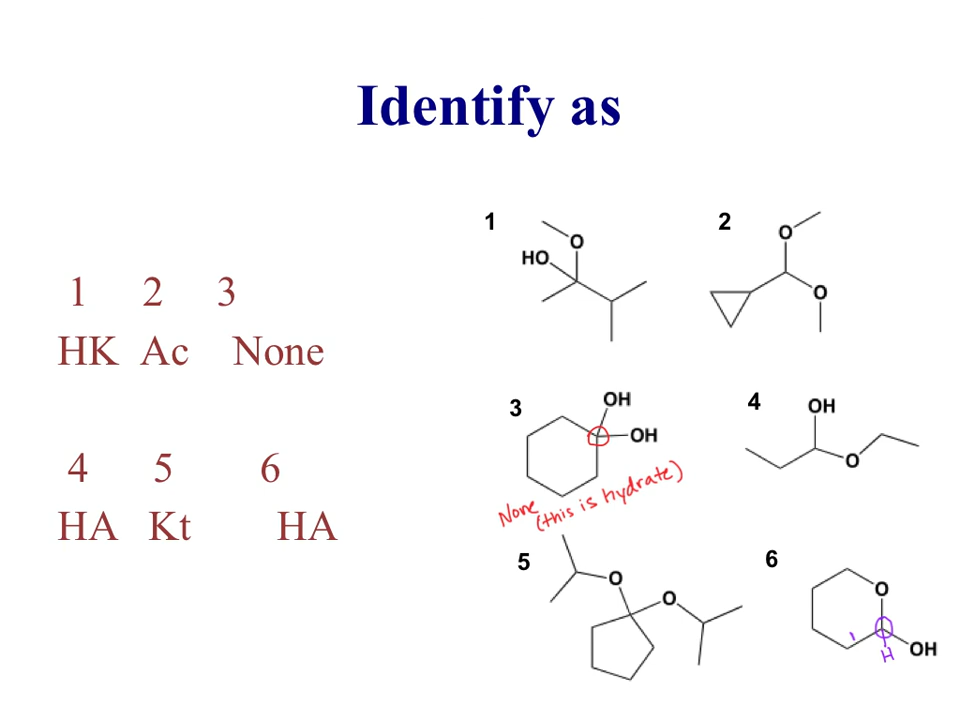 Identify as
1 2 3
HK Ac None
4 5 6
HA Kt HA
1
O
HO
2
O
O
3
OH
OH
None (this is hydrate)
4
OH
O
5
O
O
6
O
H
OH